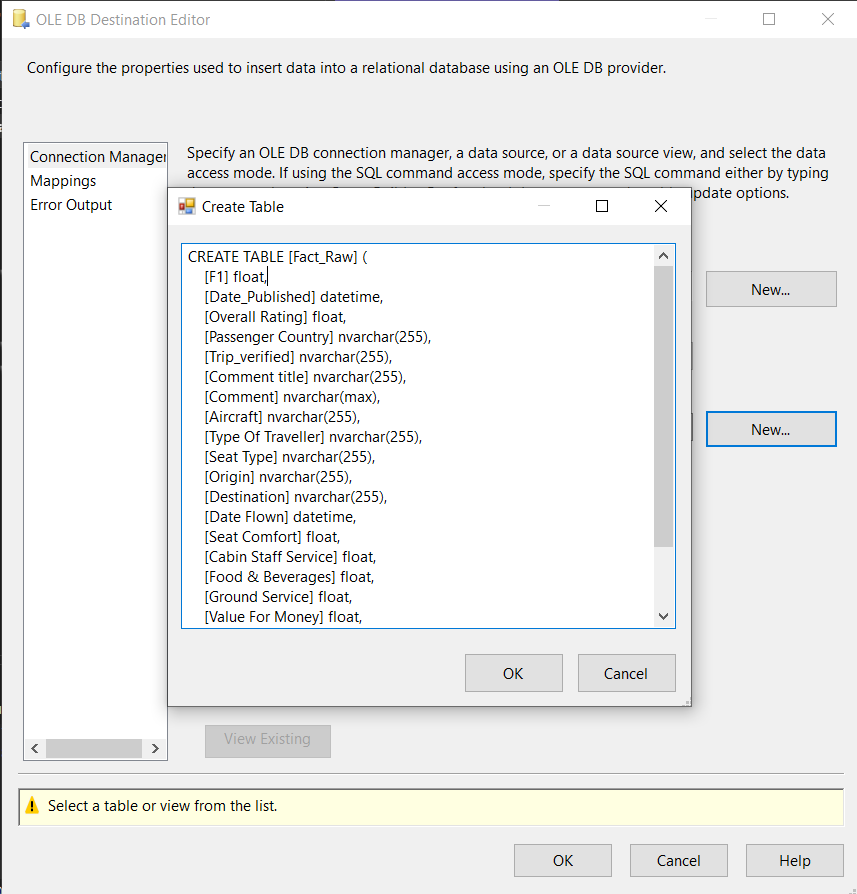 OLE DB Destination Editor
Configure the properties used to insert data into a relational database using an OLE DB provider.
Connection Manager
Mappings
Error Output
Specify an OLE DB connection manager, a data source, or a data source view, and select the data
access mode. If using the SQL command access mode, specify the SQL command either by typing
update options.
Create Table
CREATE TABLE [Fact_Raw] (
[F1] float,
[Date_Published] datetime,
[Overall Rating] float,
[Passenger Country] nvarchar(255),
[Trip_verified] nvarchar(255),
[Comment title] nvarchar(255),
[Comment] nvarchar(max),
[Aircraft] nvarchar(255),
[Type Of Traveller] nvarchar(255),
[Seat Type] nvarchar(255),
[Origin] nvarchar(255),
[Destination] nvarchar(255),
[Date Flown] datetime,
[Seat Comfort] float,
[Cabin Staff Service] float,
[Food & Beverages] float,
[Ground Service] float,
[Value For Money] float,
OK
Cancel
New...
New...
View Existing
Select a table or view from the list.
OK
Cancel
Help